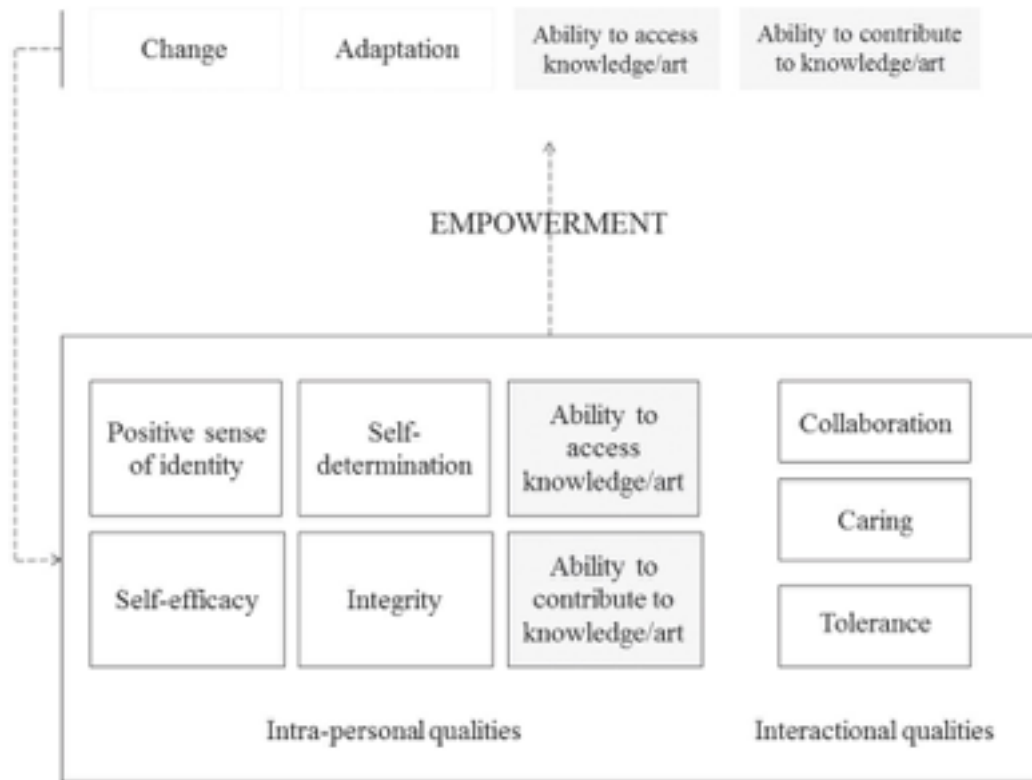 Change
Adaptation
Ability to access
knowledge/art
Ability to contribute
to knowledge/art
EMPOWERMENT
Positive sense
of identity
Self-
determination
Ability to
access
knowledge/art
Collaboration
Caring
Self-efficacy
Integrity
Ability to
contribute to
knowledge/art
Tolerance
Intra-personal qualities
Interactional qualities